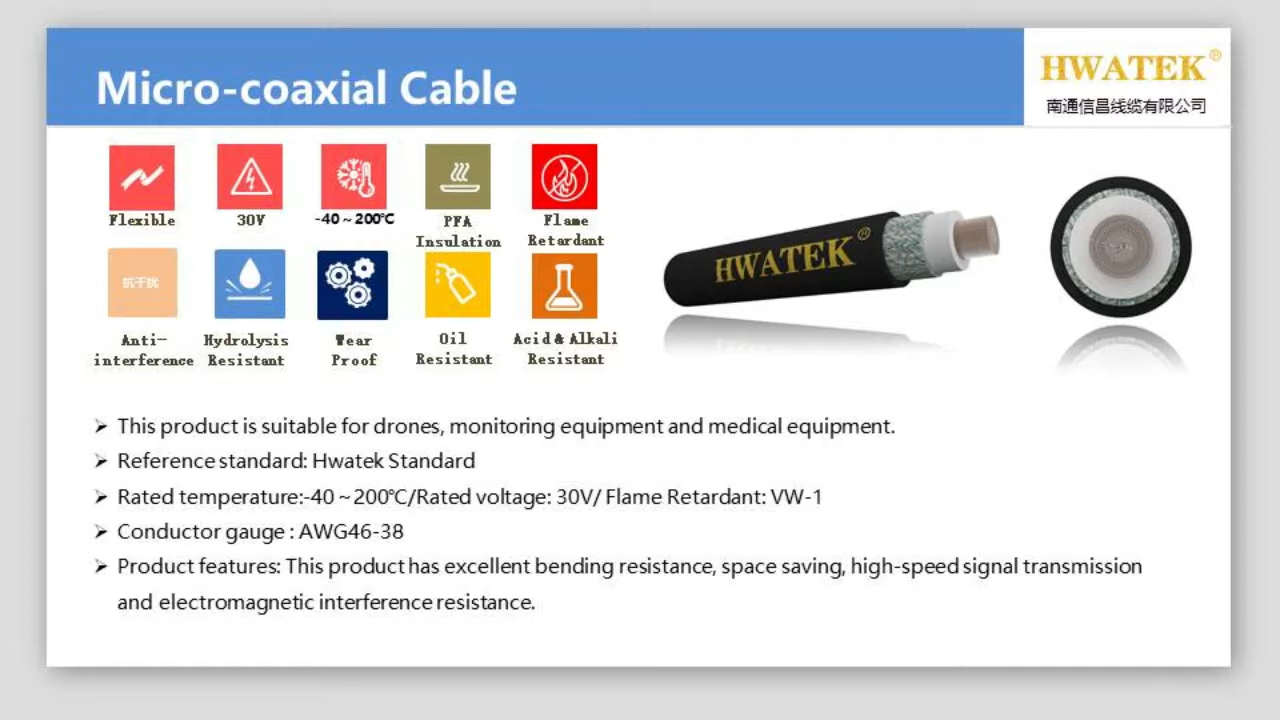 Micro-coaxial Cable
HWATEK®
南通信昌线缆有限公司
Flexible
30V
-40~200℃
PFA
Insulation
Flame
Retardant
抗干扰
Anti-
interference
Hydrolysis
Resistant
Wear
Proof
Oil
Resistant
Acid & Alkali
Resistant
HWATEK®
➤ This product is suitable for drones, monitoring equipment and medical equipment.
➤ Reference standard: Hwatek Standard
➤ Rated temperature:-40~200℃/Rated voltage: 30V/ Flame Retardant: VW-1
➤ Conductor gauge : AWG46-38
➤ Product features: This product has excellent bending resistance, space saving, high-speed signal transmission
and electromagnetic interference resistance.